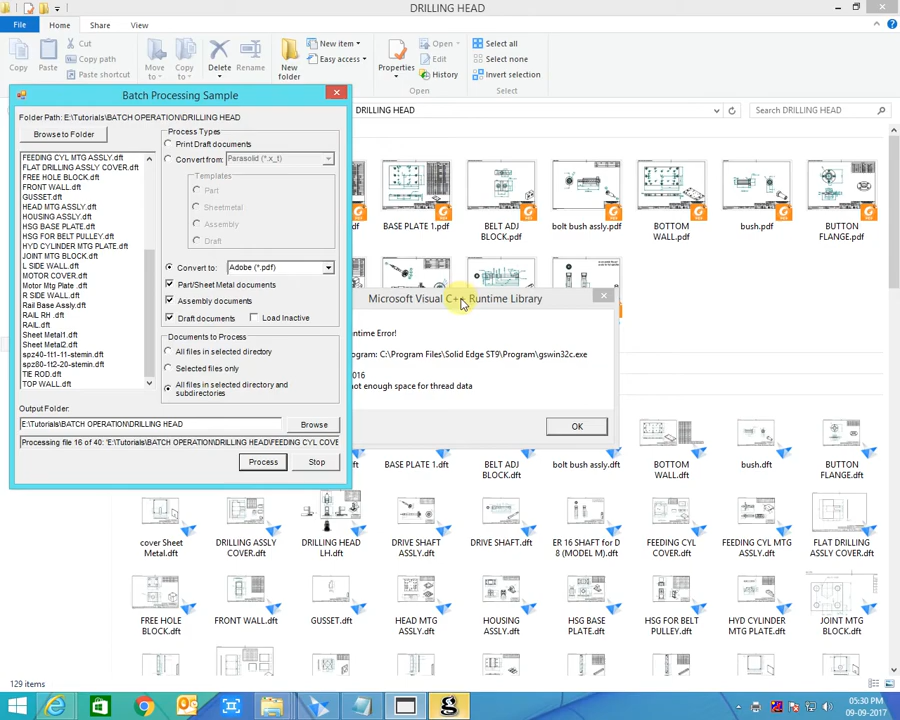 DRILLING HEAD
File
Home
Share
View
Copy
Paste
Cut
Copy path
Paste shortcut
Move to
Copy to
Delete
Rename
New folder
New item
Easy access
Properties
Open
Edit
History
Open
Select all
Select none
Invert selection
Select
DRILLING HEAD
Search DRILLING HEAD
Batch Processing Sample
Folder Path: E:\Tutorials\BATCH OPERATION\DRILLING HEAD
Browse to Folder
FEEDING CYL MTG ASSLY.dft
FLAT DRILLING ASSLY COVER.dft
FREE HOLE BLOCK.dft
FRONT WALL.dft
GUSSET.dft
HEAD MTG ASSLY.dft
HOUSING ASSLY.dft
HSG BASE PLATE.dft
HSG FOR BELT PULLEY.dft
HYD CYLINDER MTG PLATE.dft
JOINT MTG BLOCK.dft
L SIDE WALL.dft
MOTOR COVER.dft
Motor Mtg Plate .dft
R SIDE WALL.dft
Rail Base Assly.dft
RAIL RH .dft
RAIL.dft
Sheet Metal1.dft
Sheet Metal2.dft
spz40-1t1-11-stemin.dft
spz80-1t2-20-stemin.dft
TIE ROD.dft
TOP WALL.dft
Process Types
Print Draft documents
Convert from:
Parasolid (*.x_t)
Templates
Part
Sheetmetal
Assembly
Draft
Convert to:
Adobe (*.pdf)
Part/Sheet Metal documents
Assembly documents
Draft documents
Load Inactive
Documents to Process
All files in selected directory
Selected files only
All files in selected directory and
subdirectories
Output Folder:
E:\Tutorials\BATCH OPERATION\DRILLING HEAD
Browse
Processing file 16 of 40: 'E:\Tutorials\BATCH OPERATION\DRILLING HEAD\FEEDING CYL COVE
Process
Stop
BASE PLATE 1.pdf
BELT ADJ BLOCK.pdf
bolt bush assly.pdf
BOTTOM WALL.pdf
bush.pdf
BUTTON FLANGE.pdf
Microsoft Visual C++ Runtime Library
ntime Error!
ogram: C:\Program Files\Solid Edge ST9\Program\gswin32c.exe
016
not enough space for thread data
OK
BASE PLATE 1.dft
BELT ADJ BLOCK.dft
bolt bush assly.dft
BOTTOM WALL.dft
bush.dft
BUTTON FLANGE.dft
cover Sheet Metal.dft
DRILLING ASSLY COVER.dft
DRILLING HEAD LH.dft
DRIVE SHAFT ASSLY.dft
DRIVE SHAFT.dft
ER 16 SHAFT for D 8 (MODEL M).dft
FEEDING CYL COVER.dft
FEEDING CYL MTG ASSLY.dft
FLAT DRILLING ASSLY COVER.dft
FREE HOLE BLOCK.dft
FRONT WALL.dft
GUSSET.dft
HEAD MTG ASSLY.dft
HOUSING ASSLY.dft
HSG BASE PLATE.dft
HSG FOR BELT PULLEY.dft
HYD CYLINDER MTG PLATE.dft
JOINT MTG BLOCK.dft
129 items
05:30 PM
09-09-2017